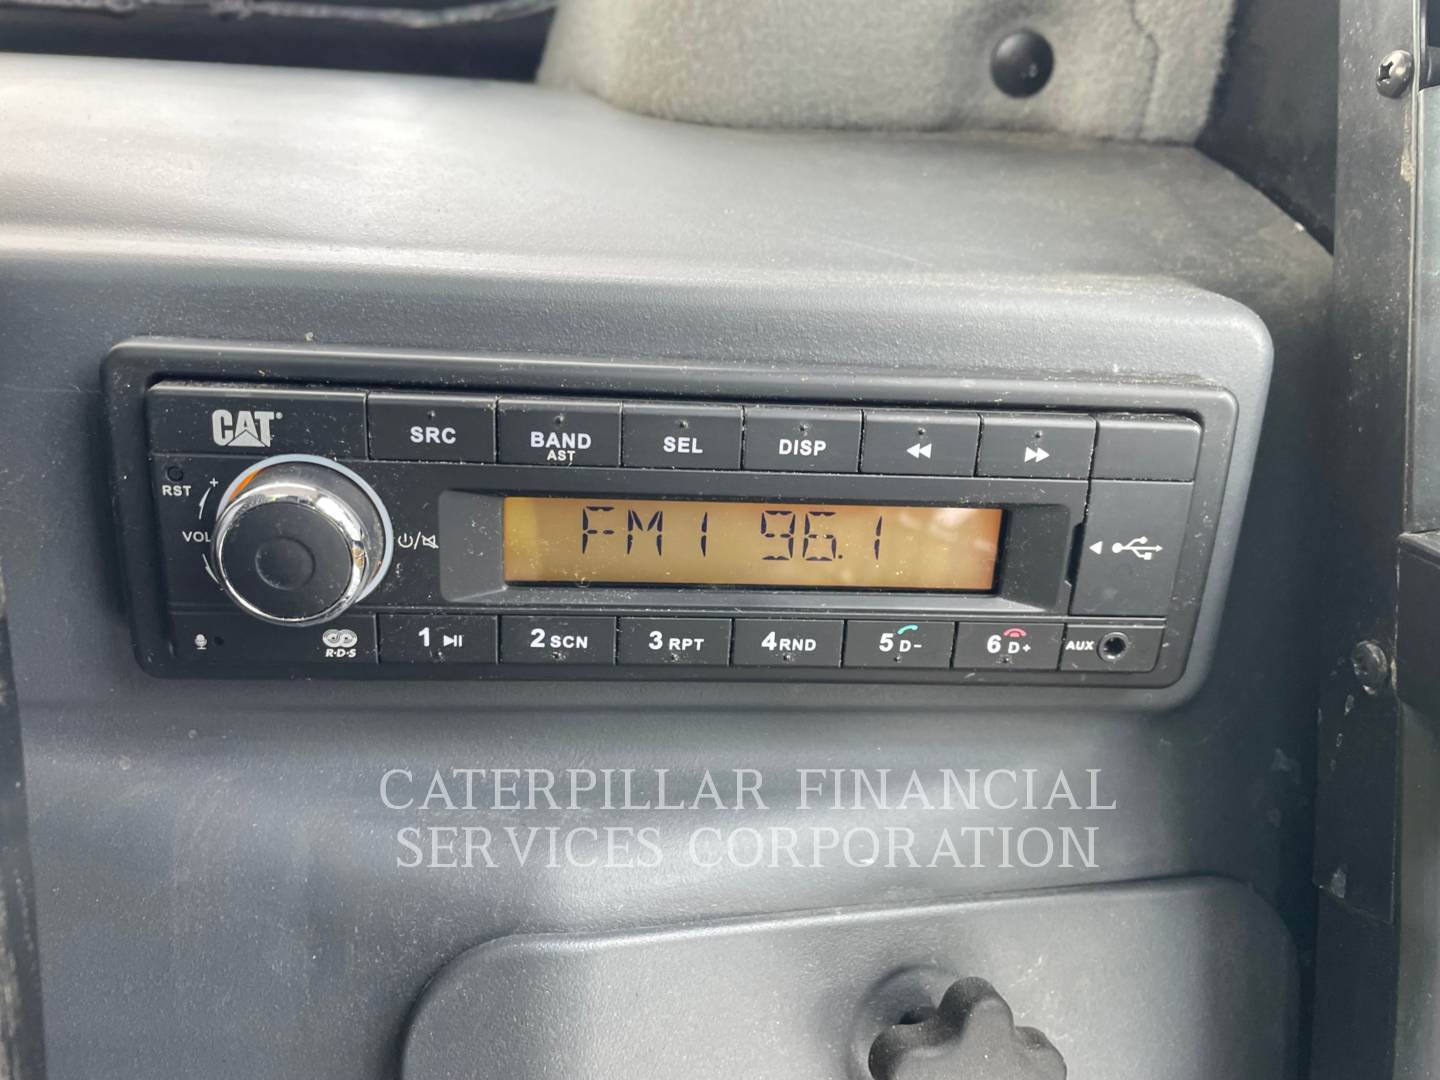 CAT
SRC
BAND
AST
SEL
DISP
RST
+
VOL
FM1 96.1
R·D·S
1
2 SCN
3 RPT
4 RND
5 D-
6 D+
AUX
CATERPILLAR FINANCIAL
SERVICES CORPORATION